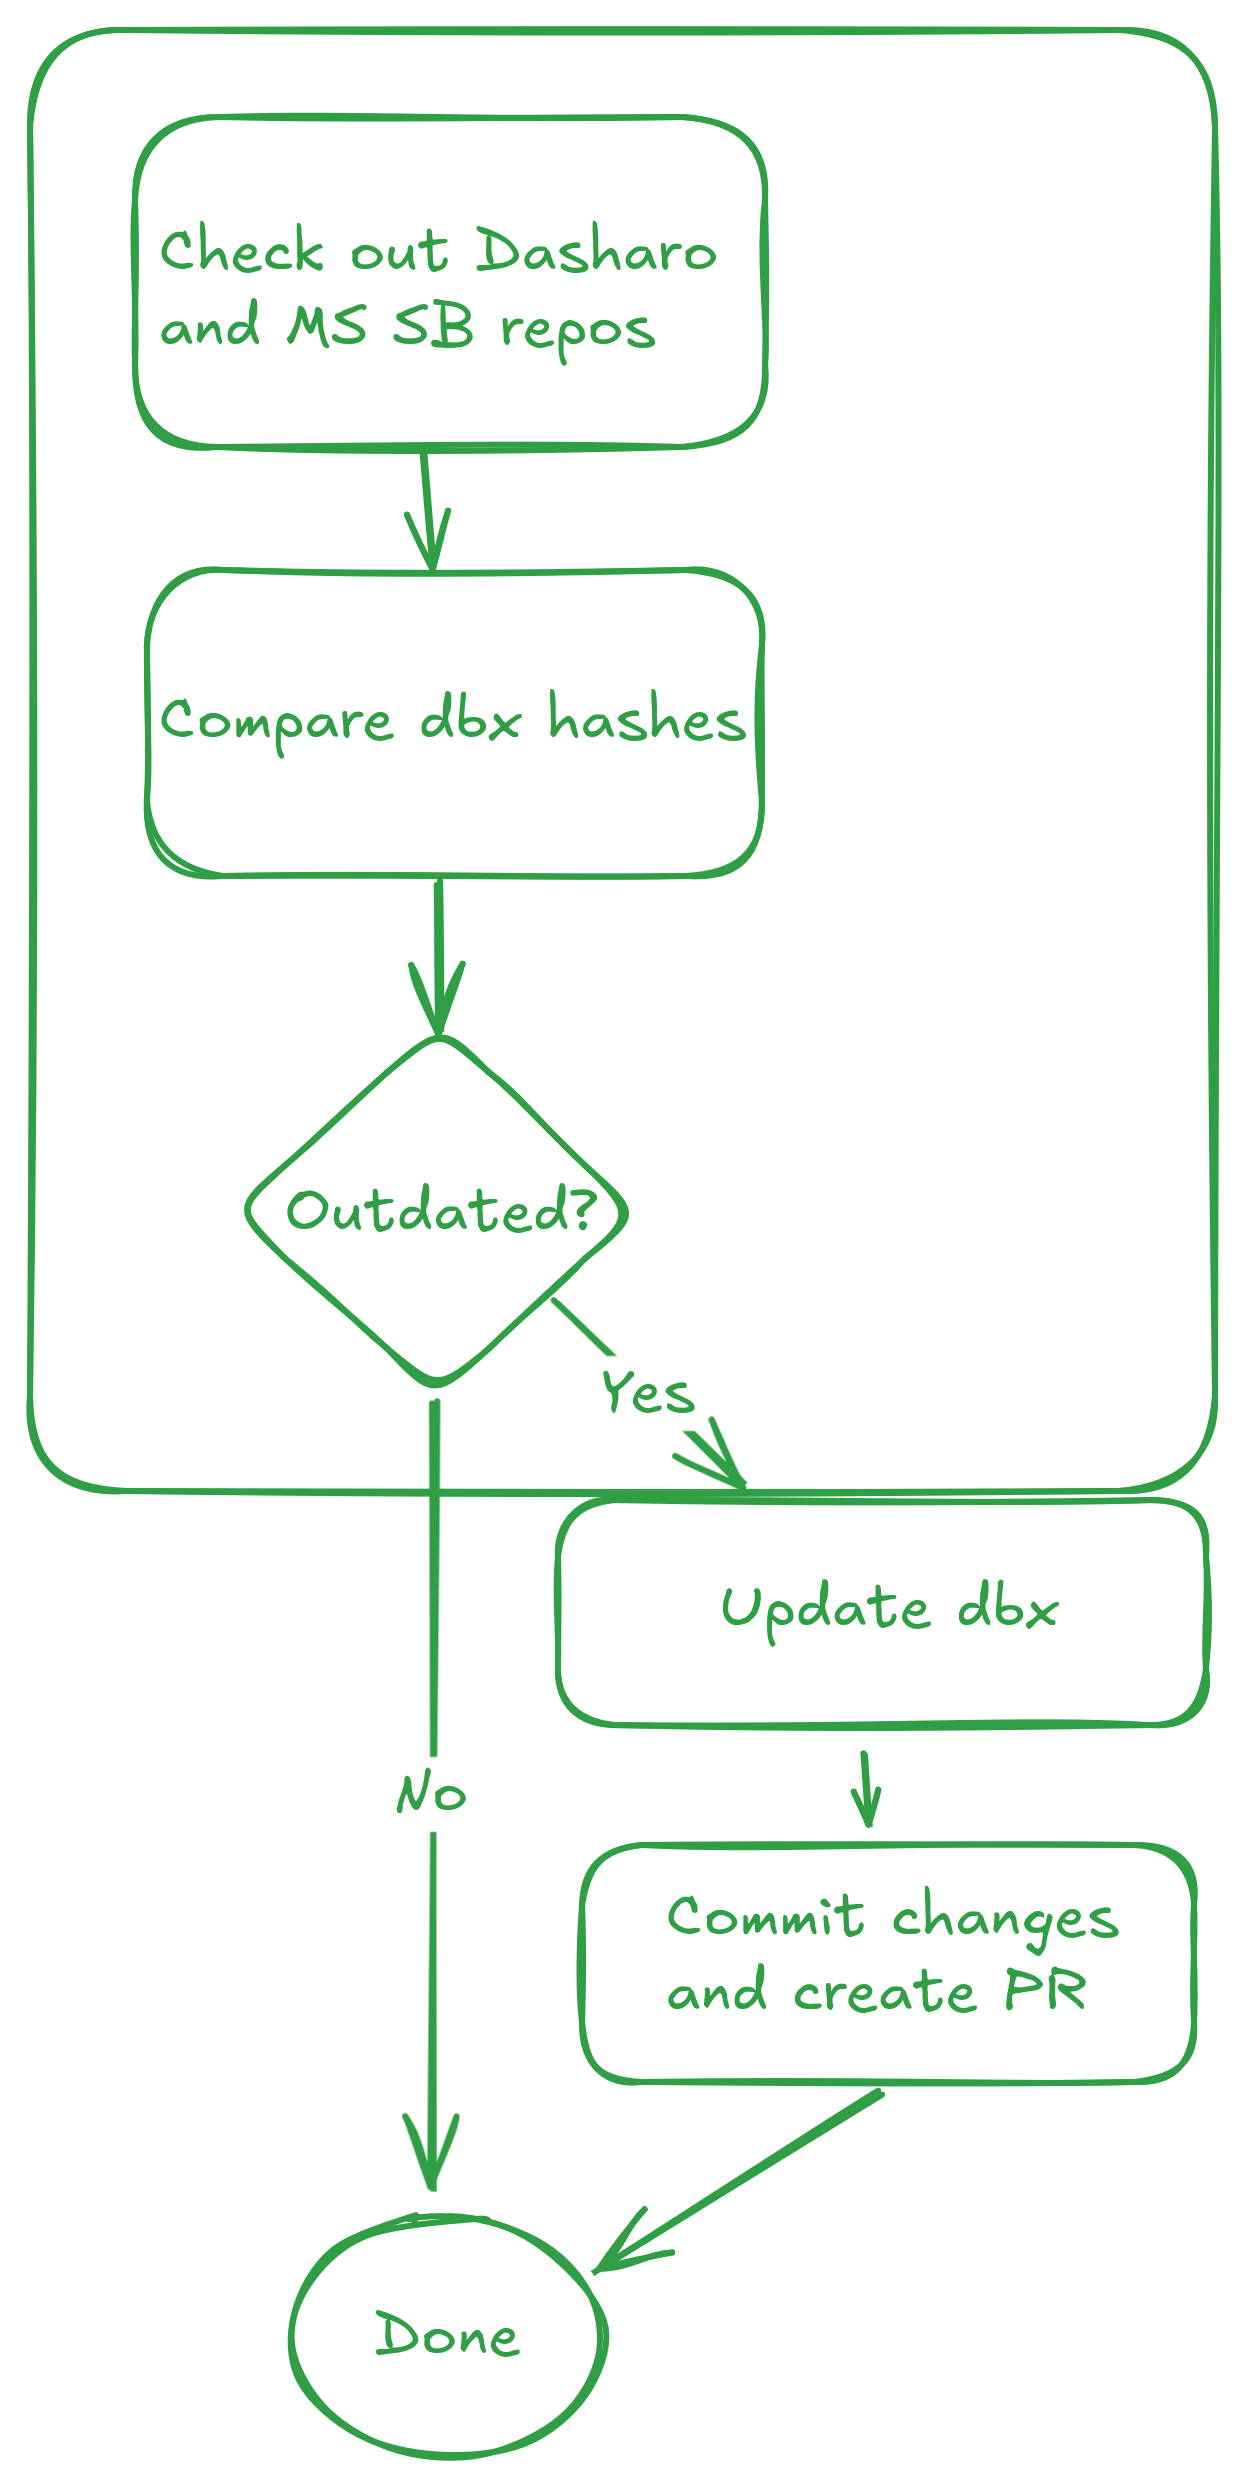 Check out Dasharo
and MS SB repos
Compare dbx hashes
Outdated?
Yes
Update dbx
No
Commit changes
and create PR
Done